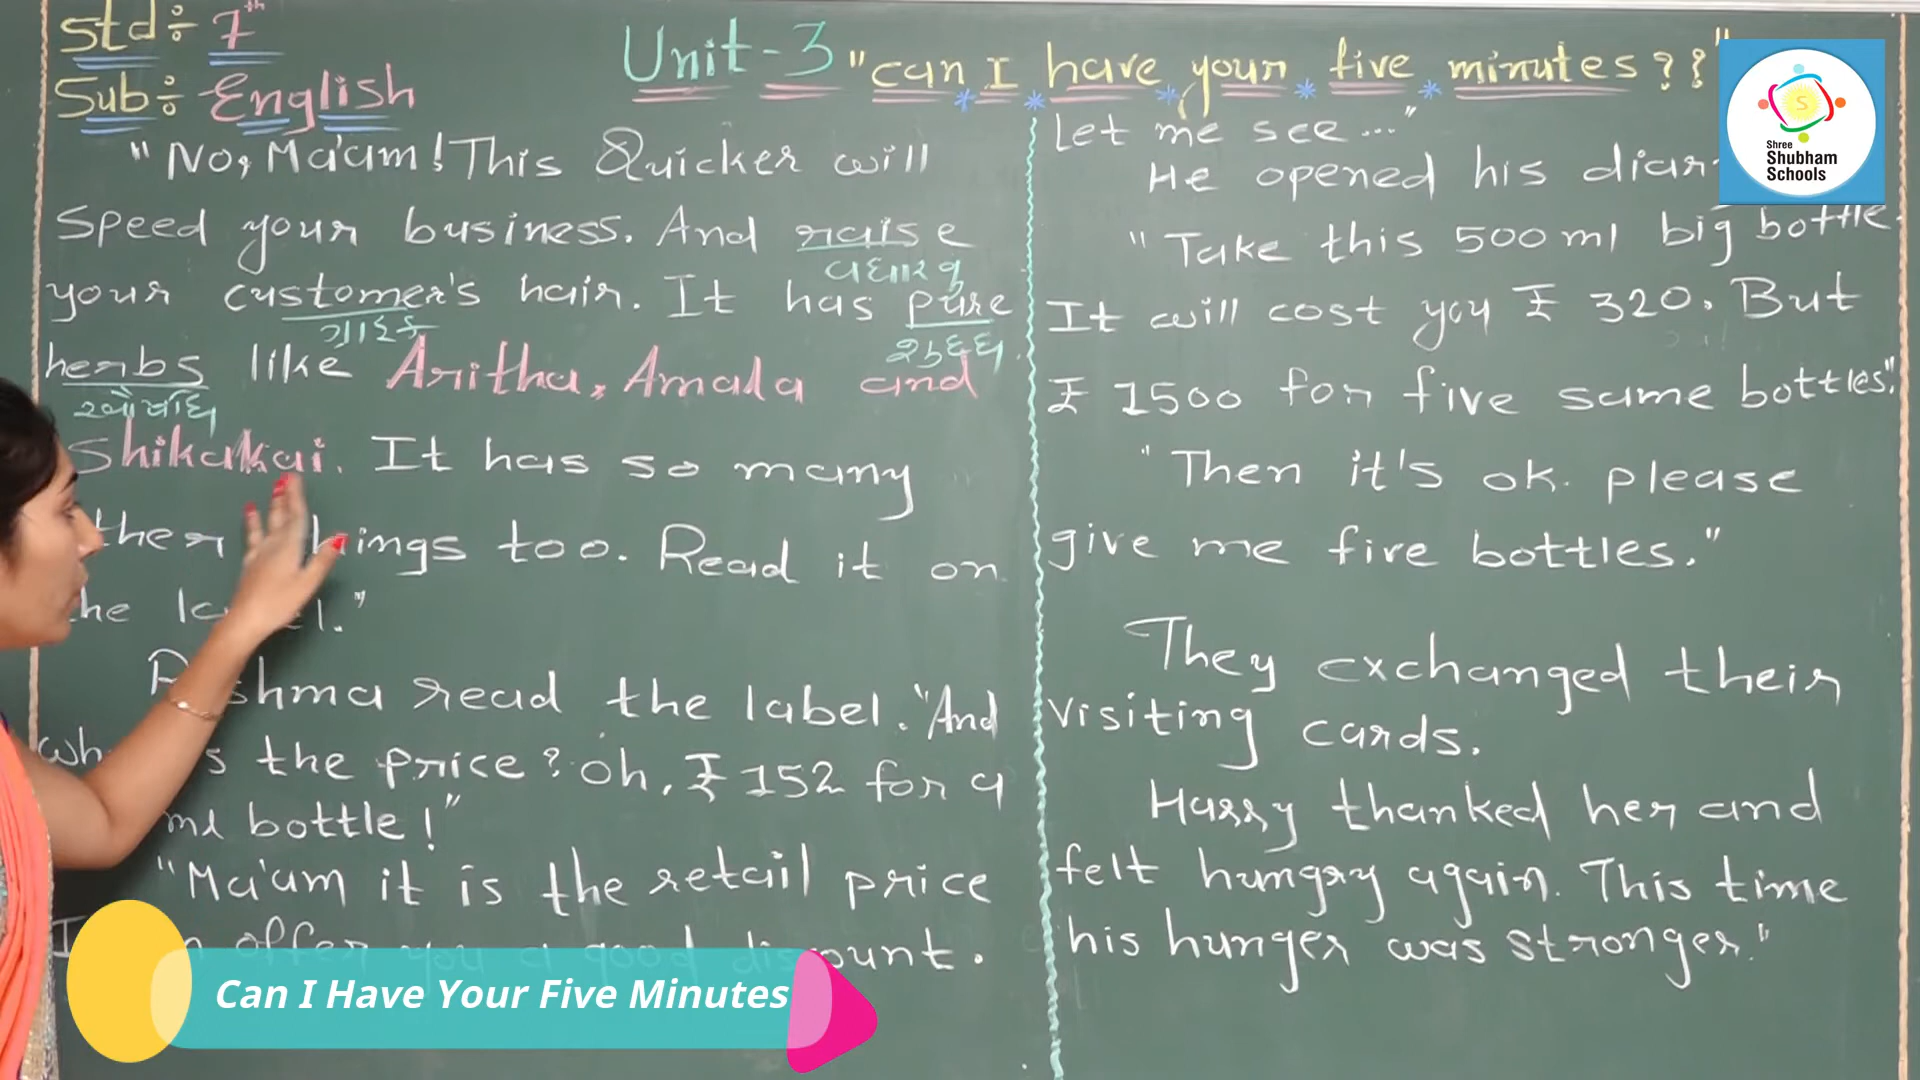 Std÷ 7th
Sub÷ English
Unit-3 "can I have your five minutes??"
"No, Ma'am! This Quicker will
speed your business. And raise
વધારવું
your customer's hair. It has pure
ગ્રાહક
શુદ્ધ
herbs like Aritha, Amala and
ઔષધિ
Shikakai. It has so many
things too. Read it on
."
read the label. "And
the price? Oh, ₹ 152 for a
ml bottle!"
"Ma'am it is the retail price
offer you a good
Let me see..."
He opened his
"Take this 500 ml big bottle.
It will cost you ₹ 320. But
₹ 1500 for five same bottles."
"Then it's ok. please
give me five bottles."
They exchanged their
visiting cards.
Harry thanked her and
felt hungry again. This time
his hunger was stronger."
Shree
Shubham
Schools
S
Can I Have Your Five Minutes